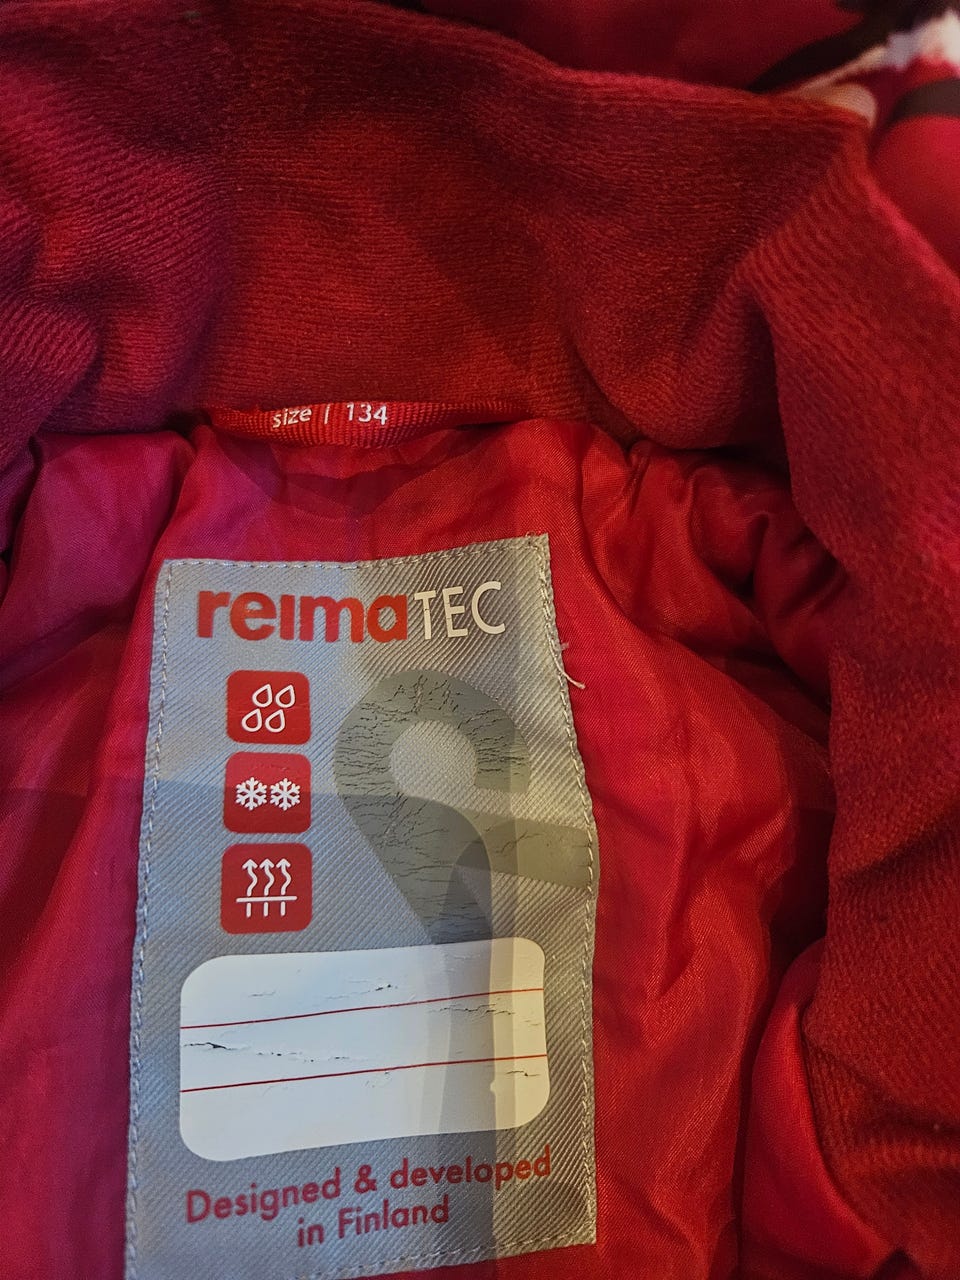 size | 134
reimaTEC
Designed & developed
in Finland